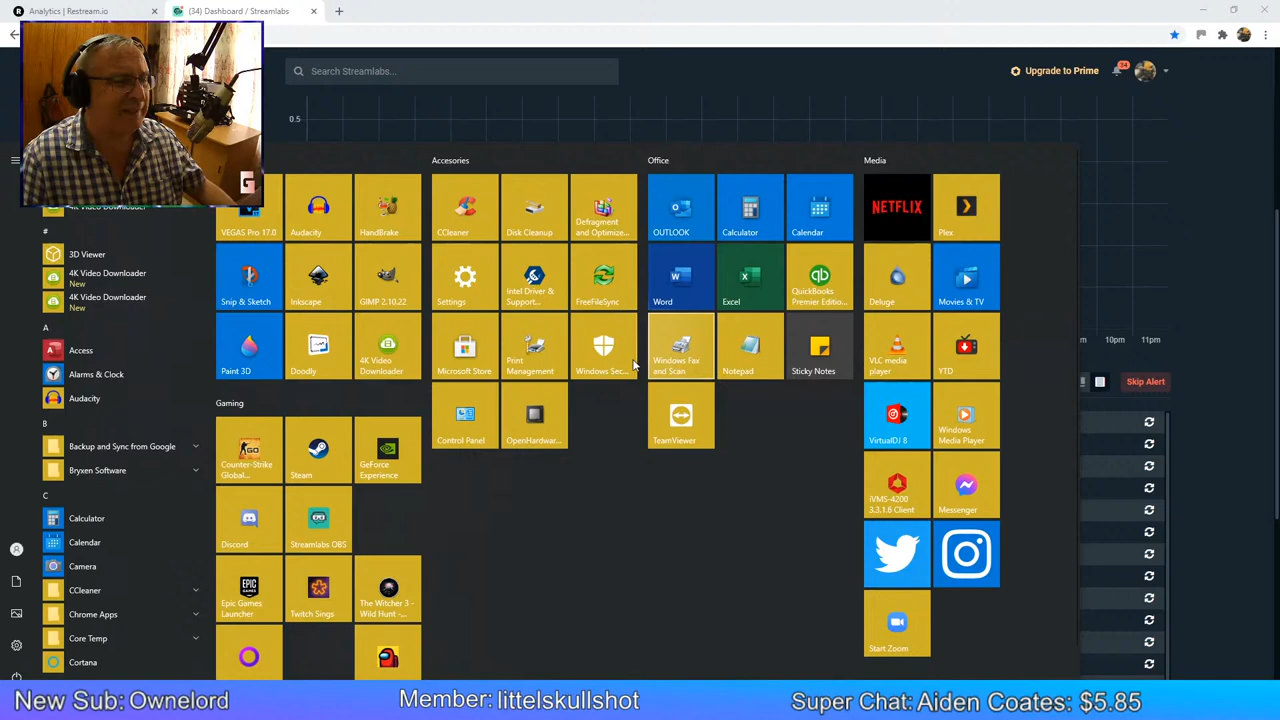 Analytics | Restream.io
(34) Dashboard / Streamlabs
Search Streamlabs...
Upgrade to Prime
34
0.5
Accesories
Office
Media
4K Video Downloader
#
3D Viewer
4K Video Downloader
New
4K Video Downloader
New
A
Access
Alarms & Clock
Audacity
B
Backup and Sync from Google
Bryxen Software
C
Calculator
Calendar
Camera
CCleaner
Chrome Apps
Core Temp
Cortana
VEGAS Pro 17.0
Audacity
HandBrake
Snip & Sketch
Inkscape
GIMP 2.10.22
Paint 3D
Doodly
4K Video
Downloader
Gaming
Counter-Strike
Global...
Steam
GeForce
Experience
Discord
Streamlabs OBS
EPIC
GAMES
Epic Games
Launcher
Twitch Sings
The Witcher 3 -
Wild Hunt -...
CCleaner
Disk Cleanup
Defragment
and Optimize...
Settings
Intel Driver &
Support...
FreeFileSync
Microsoft Store
Print
Management
Windows Sec...
Control Panel
OpenHardwar...
OUTLOOK
Calculator
Calendar
Word
Excel
QuickBooks
Premier Editio...
Windows Fax
and Scan
Notepad
Sticky Notes
TeamViewer
NETFLIX
Plex
Deluge
Movies & TV
VLC media
player
YTD
VirtualDJ 8
Windows
Media Player
iVMS-4200
3.3.1.6 Client
Messenger
Start Zoom
10pm
11pm
Skip Alert
New Sub: Ownelord
Member: littelskullshot
Super Chat: Aiden Coates: $5.85